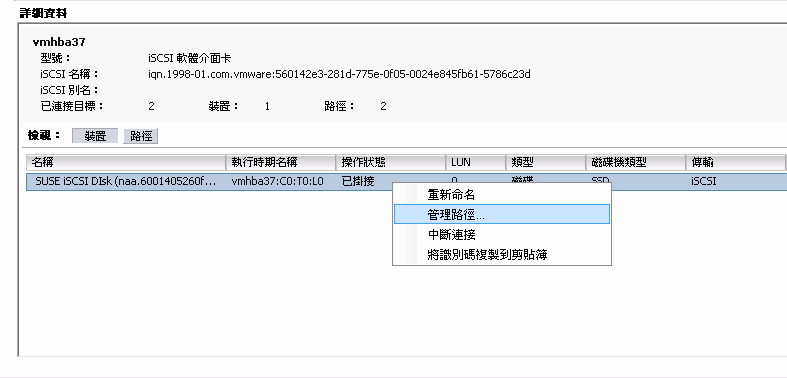 詳細資料
vmhba37
型號： iSCSI 軟體介面卡
iSCSI 名稱： iqn.1998-01.com.vmware:560142e3-281d-775e-0f05-0024e845fb61-5786c23d
iSCSI 別名：
已連接目標： 2 裝置： 1 路徑： 2
檢視： 裝置 路徑
名稱 執行時期名稱 操作狀態 LUN 類型 磁碟機類型 傳輸
SUSE iSCSI DIsk (naa.6001405260f... vmhba37:C0:T0:L0 已掛接 0 磁碟 SSD iSCSI
重新命名
管理路徑...
中斷連接
將識別碼複製到剪貼簿